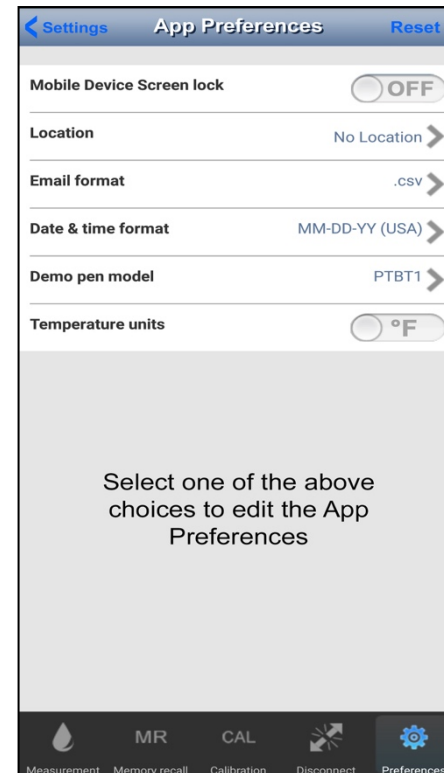 Settings App Preferences Reset
Mobile Device Screen lock OFF
Location No Location
Email format .csv
Date & time format MM-DD-YY (USA)
Demo pen model PTBT1
Temperature units °F
Select one of the above
choices to edit the App
Preferences
MR CAL
Measurement Memory recall Calibration Disconnect Preferences